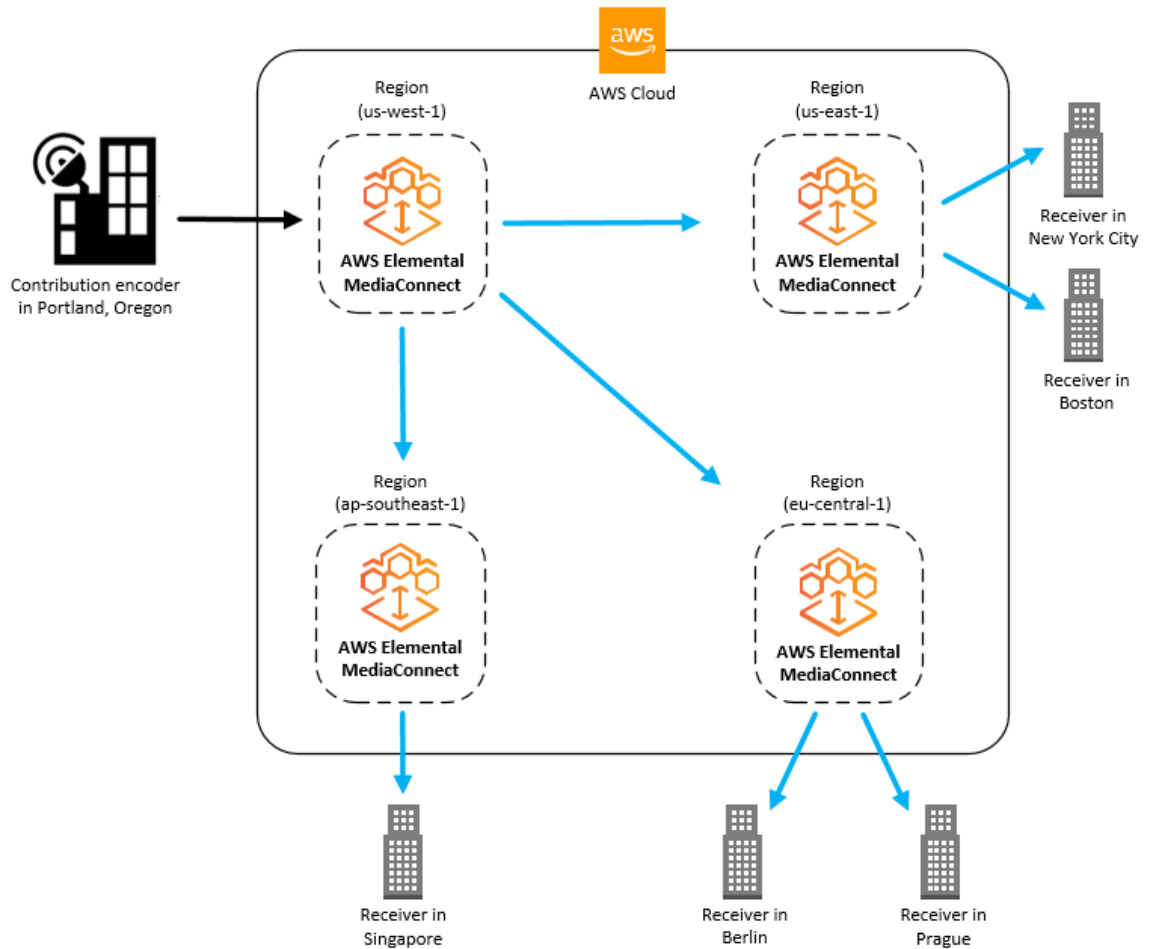 aws
AWS Cloud
Region
(us-west-1)
AWS Elemental
MediaConnect
Region
(us-east-1)
AWS Elemental
MediaConnect
Contribution encoder
in Portland, Oregon
Receiver in
New York City
Receiver in
Boston
Region
(ap-southeast-1)
AWS Elemental
MediaConnect
Region
(eu-central-1)
AWS Elemental
MediaConnect
Receiver in
Singapore
Receiver in
Berlin
Receiver in
Prague